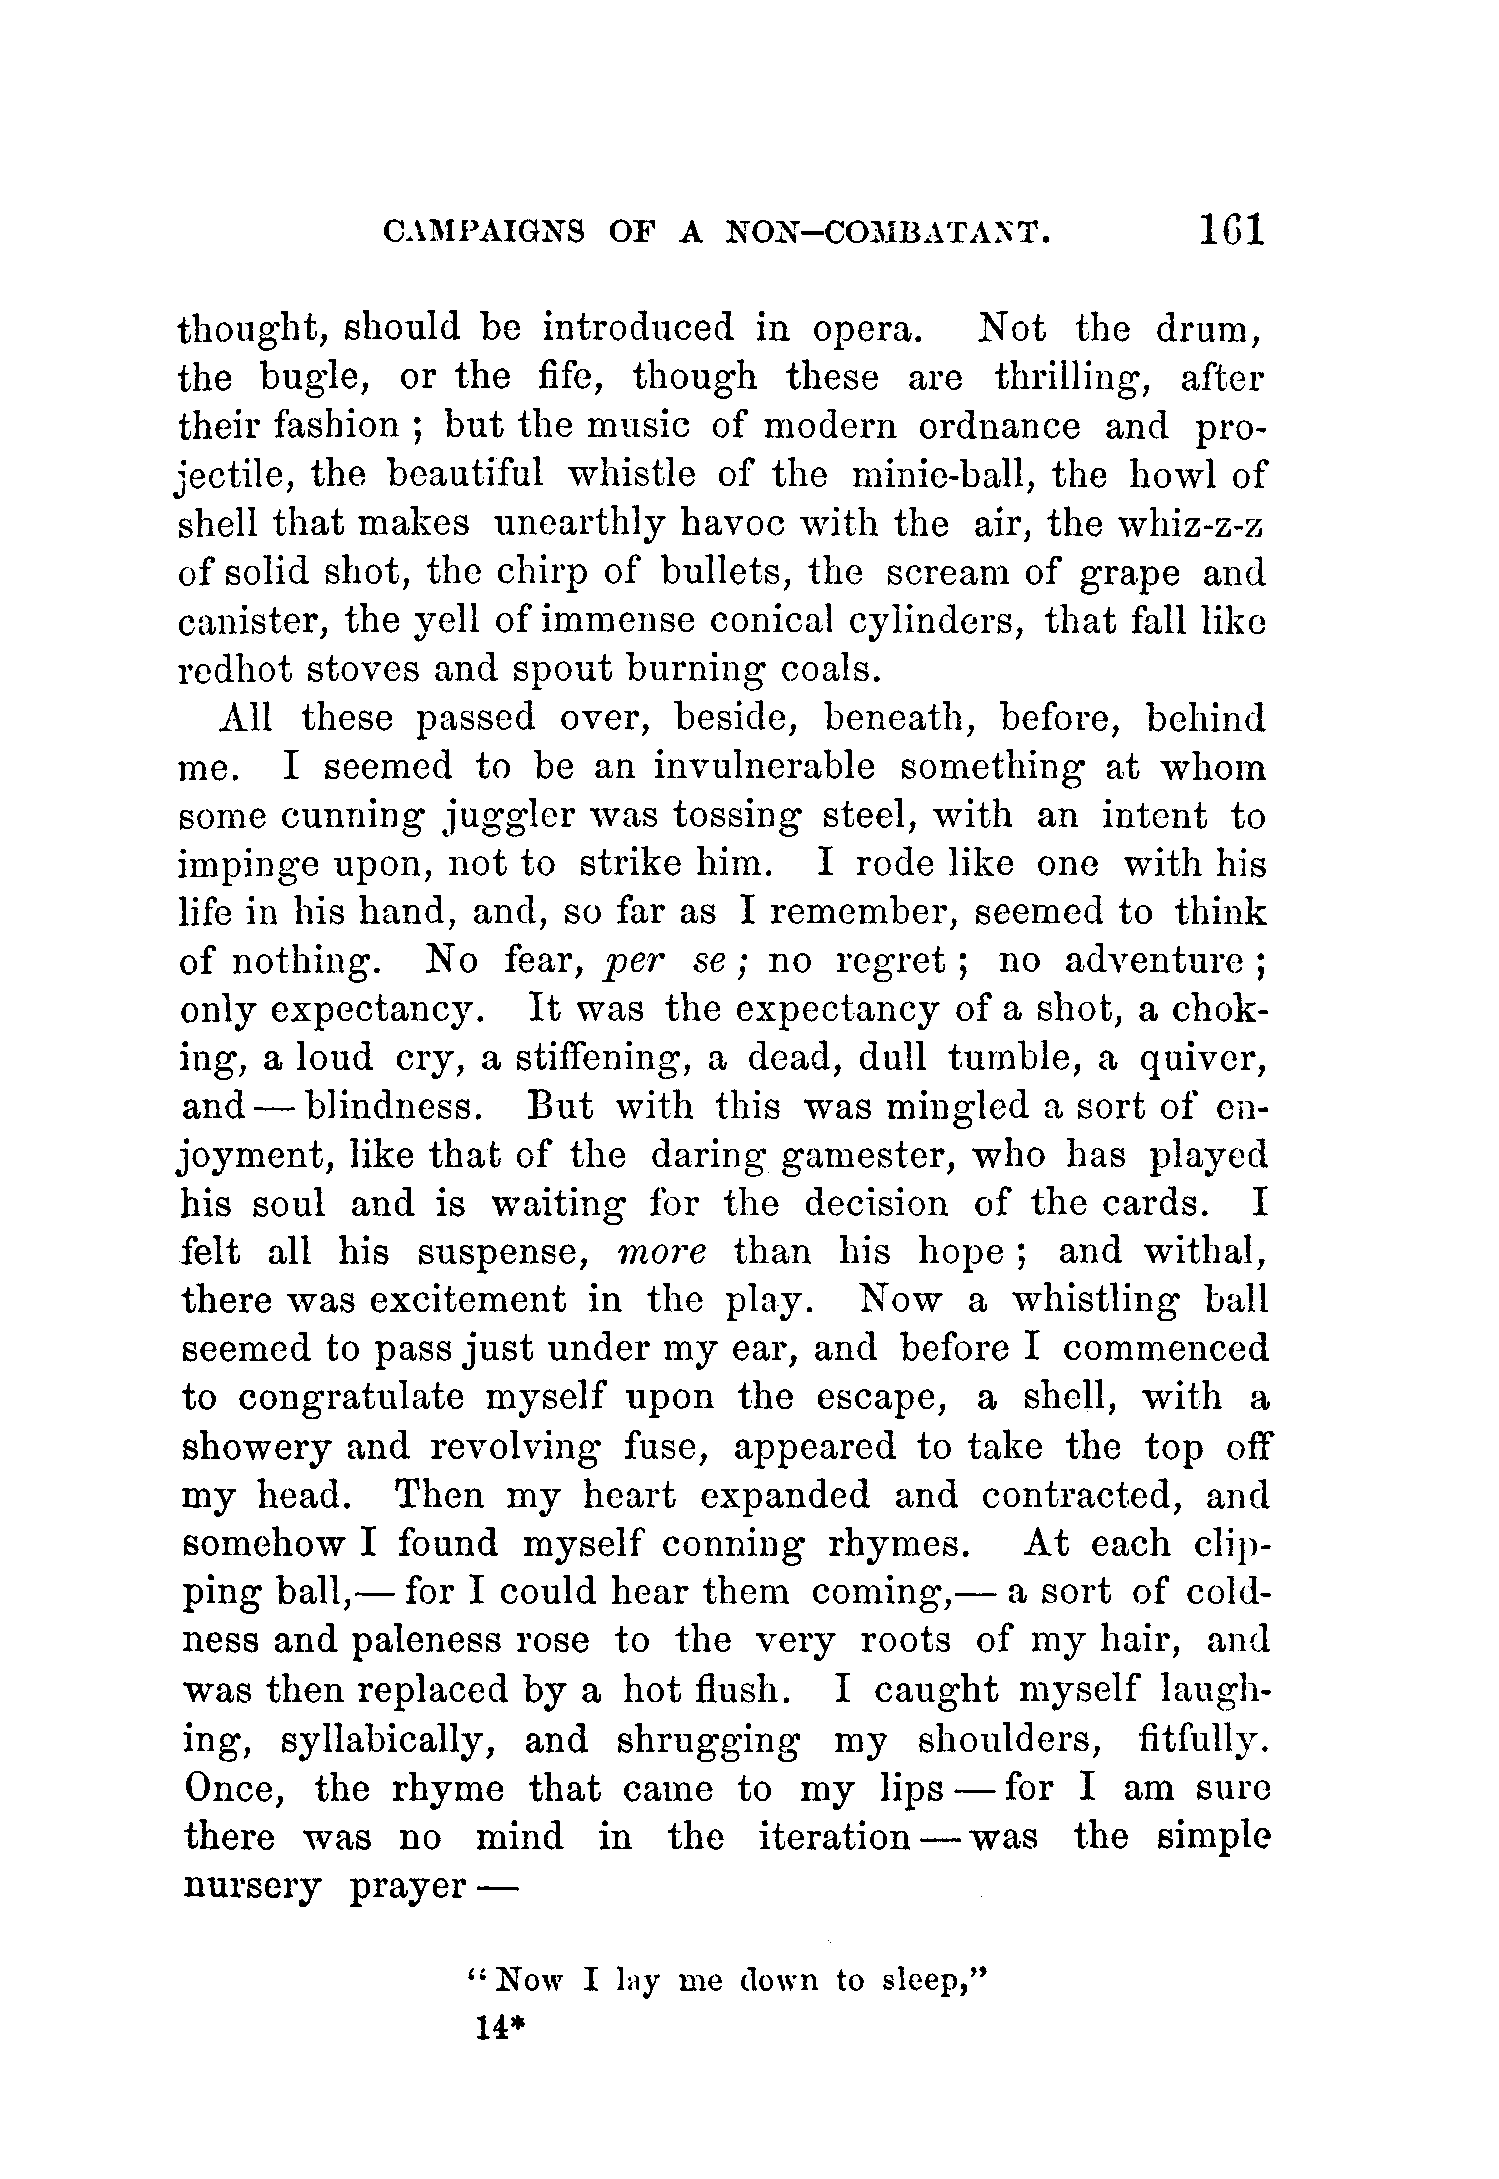 CAMPAIGNS OF A NON-COMBATANT. 161
thought, should be introduced in opera. Not the drum,
the bugle, or the fife, though these are thrilling, after
their fashion ; but the music of modern ordnance and pro-
jectile, the beautiful whistle of the minie-ball, the howl of
shell that makes unearthly havoc with the air, the whiz-z-z
of solid shot, the chirp of bullets, the scream of grape and
canister, the yell of immense conical cylinders, that fall like
redhot stoves and spout burning coals.
All these passed over, beside, beneath, before, behind
me. I seemed to be an invulnerable something at whom
some cunning juggler was tossing steel, with an intent to
impinge upon, not to strike him. I rode like one with his
life in his hand, and, so far as I remember, seemed to think
of nothing. No fear, per se ; no regret ; no adventure ;
only expectancy. It was the expectancy of a shot, a chok-
ing, a loud cry, a stiffening, a dead, dull tumble, a quiver,
and — blindness. But with this was mingled a sort of en-
joyment, like that of the daring gamester, who has played
his soul and is waiting for the decision of the cards. I
felt all his suspense, more than his hope ; and withal,
there was excitement in the play. Now a whistling ball
seemed to pass just under my ear, and before I commenced
to congratulate myself upon the escape, a shell, with a
showery and revolving fuse, appeared to take the top off
my head. Then my heart expanded and contracted, and
somehow I found myself conning rhymes. At each clip-
ping ball,— for I could hear them coming,— a sort of cold-
ness and paleness rose to the very roots of my hair, and
was then replaced by a hot flush. I caught myself laugh-
ing, syllabically, and shrugging my shoulders, fitfully.
Once, the rhyme that came to my lips — for I am sure
there was no mind in the iteration — was the simple
nursery prayer —
“ Now I lay me down to sleep,”
14*